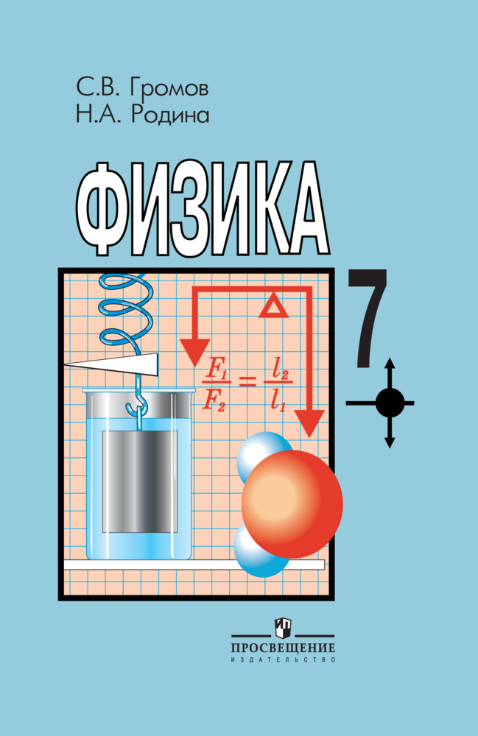 С.В. Громов
Н.А. Родина
ФИЗИКА
7
F₁ / F₂ = l₂ / l₁
ПРОСВЕЩЕНИЕ
ИЗДАТЕЛЬСТВО